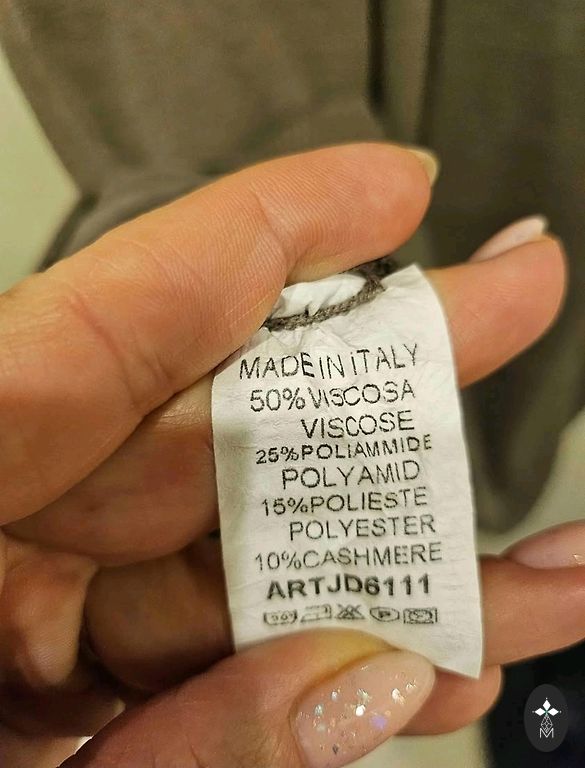 MADE IN iTALY
50% VISCOSA
VISCOSE
25%POLIAMMIDE
POLYAMID
15%POLIESTE
POLYESTER
10%CASHMERE
ARTJD6111